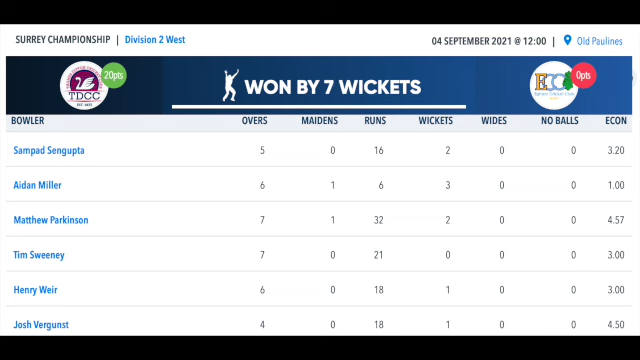 SURREY CHAMPIONSHIP | Division 2 West 04 SEPTEMBER 2021 @ 12:00 Old Paulines
20pts TDCC WON BY 7 WICKETS ECC 0pts
BOWLER OVERS MAIDENS RUNS WICKETS WIDES NO BALLS ECON
Sampad Sengupta 5 0 16 2 0 0 3.20
Aidan Miller 6 1 6 3 0 0 1.00
Matthew Parkinson 7 1 32 2 0 0 4.57
Tim Sweeney 7 0 21 0 0 0 3.00
Henry Weir 6 0 18 1 0 0 3.00
Josh Vergunst 4 0 18 1 0 0 4.50